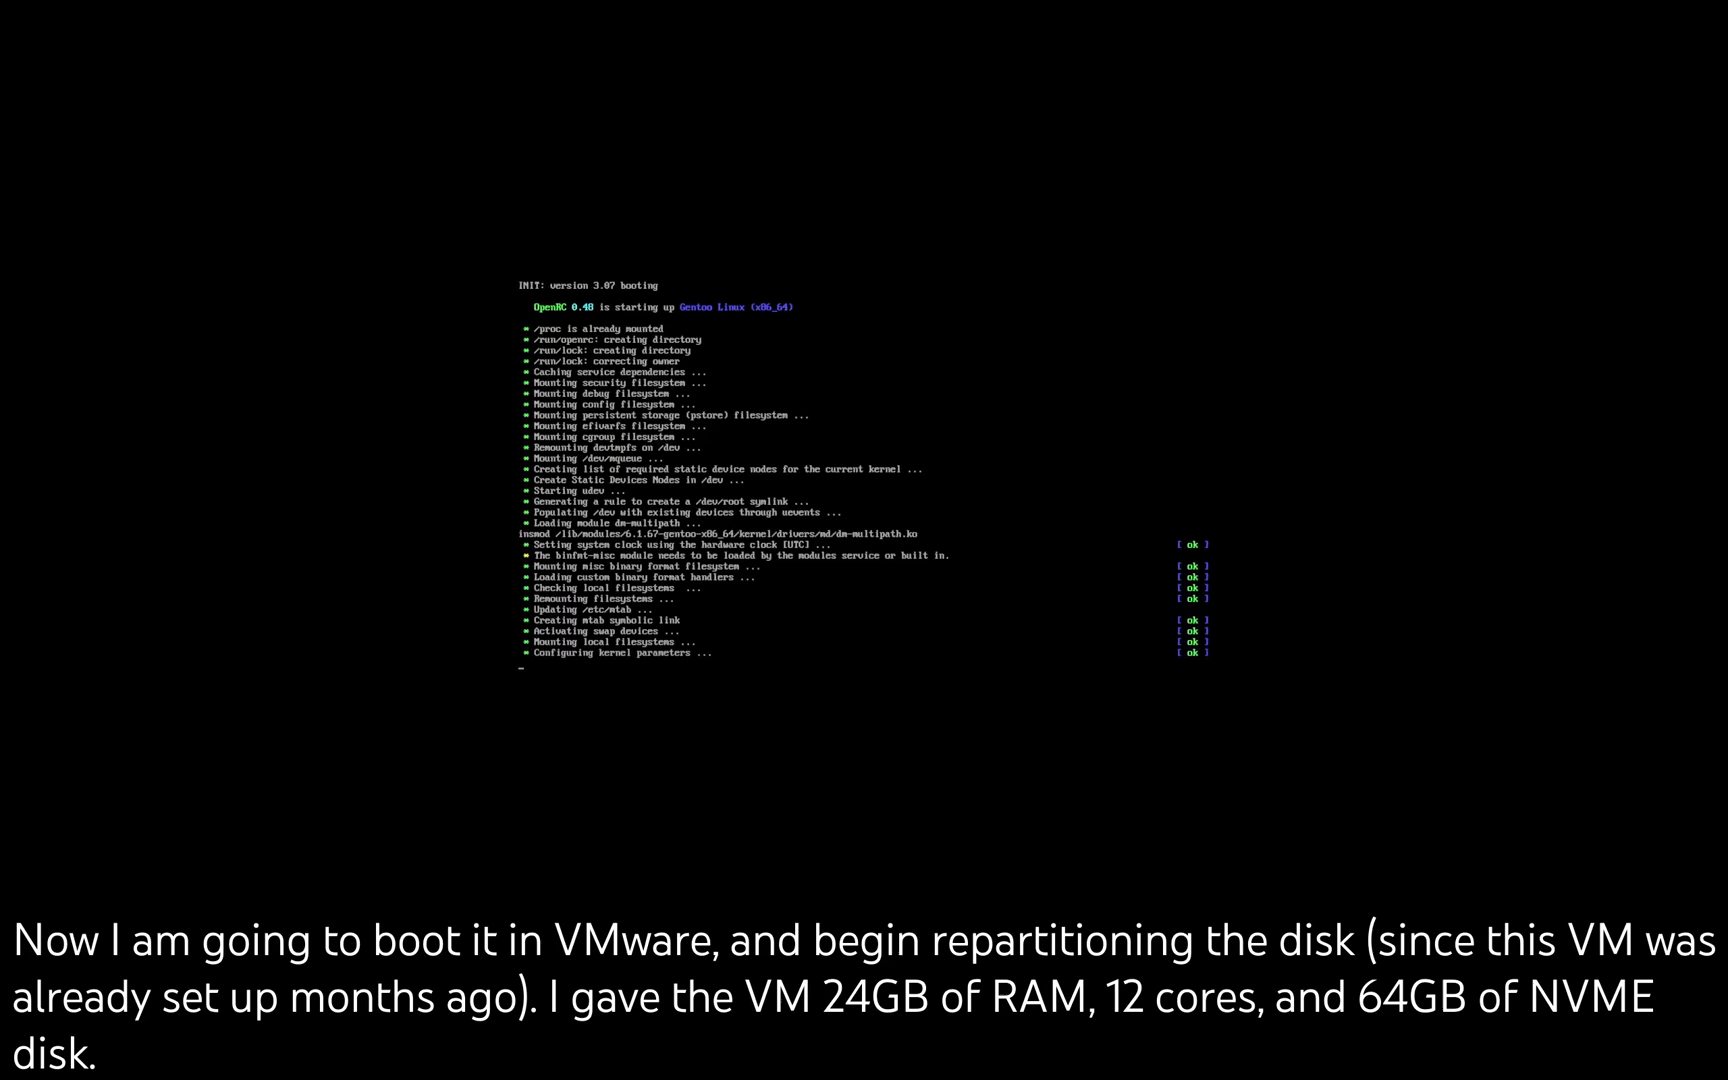 INIT: version 3.07 booting
OpenRC 0.48 is starting up Gentoo Linux (x86_64)
* /proc is already mounted
* /run/openrc: creating directory
* /run/lock: creating directory
* /run/lock: correcting owner
* Caching service dependencies ...
* Mounting security filesystem ...
* Mounting debug filesystem ...
* Mounting config filesystem ...
* Mounting persistent storage (pstore) filesystem ...
* Mounting efivarfs filesystem ...
* Mounting cgroup filesystem ...
* Remounting devtmpfs on /dev ...
* Mounting /dev/mqueue ...
* Creating list of required static device nodes for the current kernel ...
* Create Static Devices Nodes in /dev ...
* Starting udev ...
* Generating a rule to create a /dev/root symlink ...
* Populating /dev with existing devices through uevents ...
* Loading module dm-multipath ...
insmod /lib/modules/6.1.67-gentoo-x86_64/kernel/drivers/md/dm-multipath.ko
* Setting system clock using the hardware clock [UTC] ... [ ok ]
* The binfmt-misc module needs to be loaded by the modules service or built in.
* Mounting misc binary format filesystem ... [ ok ]
* Loading custom binary format handlers ... [ ok ]
* Checking local filesystems  ... [ ok ]
* Remounting filesystems ... [ ok ]
* Updating /etc/mtab ...
* Creating mtab symbolic link [ ok ]
* Activating swap devices ... [ ok ]
* Mounting local filesystems ... [ ok ]
* Configuring kernel parameters ... [ ok ]
_
Now I am going to boot it in VMware, and begin repartitioning the disk (since this VM was
already set up months ago). I gave the VM 24GB of RAM, 12 cores, and 64GB of NVME
disk.